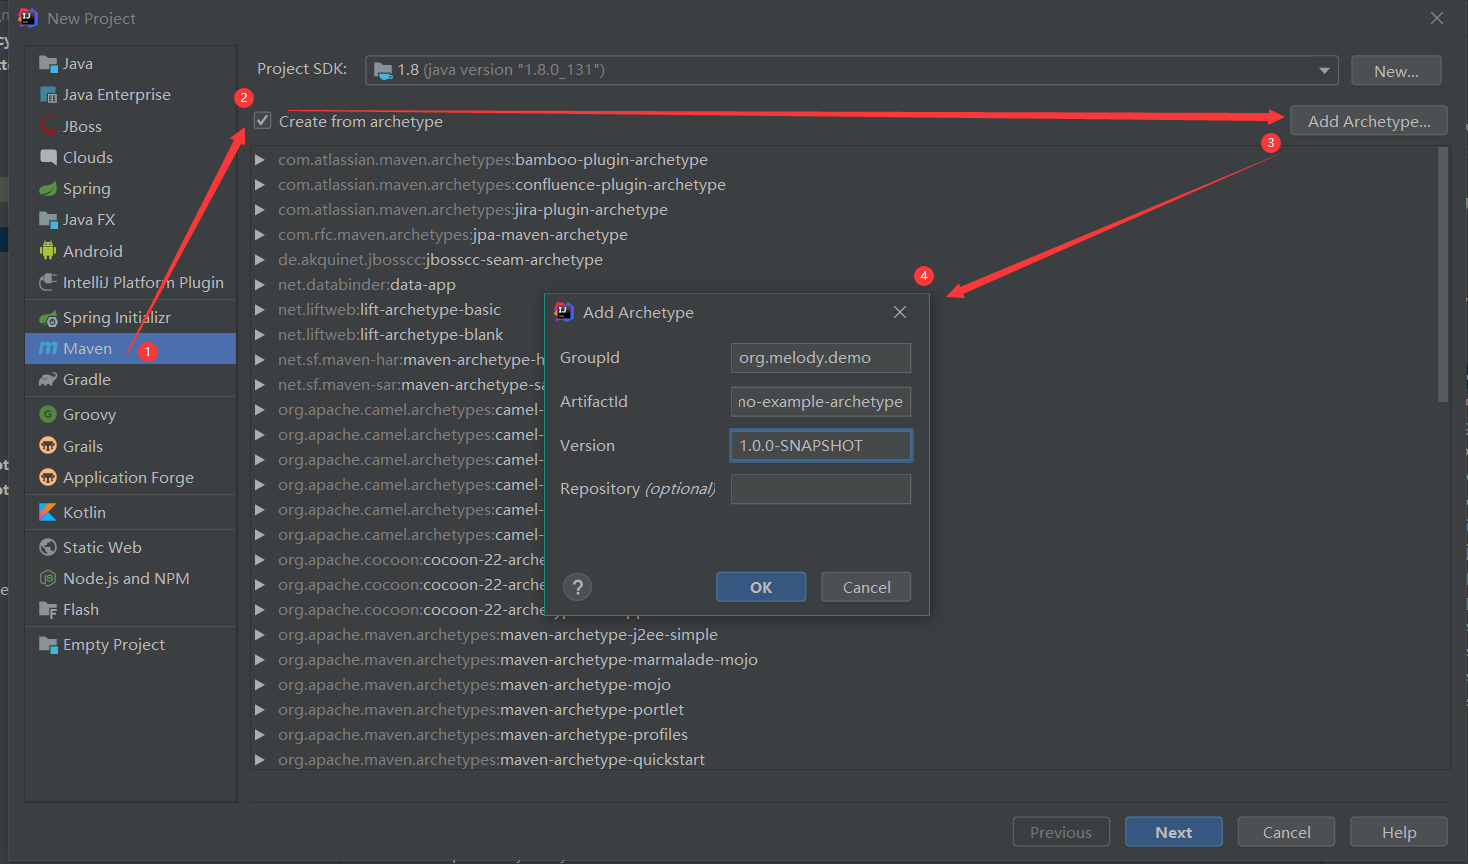 New Project
Java
Java Enterprise
JBoss
Clouds
Spring
Java FX
Android
IntelliJ Platform Plugin
Spring Initializr
Maven
Gradle
Groovy
Grails
Application Forge
Kotlin
Static Web
Node.js and NPM
Flash
Empty Project
Project SDK:
1.8 (java version "1.8.0_131")
New...
Create from archetype
Add Archetype...
1
2
3
4
com.atlassian.maven.archetypes:bamboo-plugin-archetype
com.atlassian.maven.archetypes:confluence-plugin-archetype
com.atlassian.maven.archetypes:jira-plugin-archetype
com.rfc.maven.archetypes:jpa-maven-archetype
de.akquinet.jbosscc:jbosscc-seam-archetype
net.databinder:data-app
net.liftweb:lift-archetype-basic
net.liftweb:lift-archetype-blank
net.sf.maven-har:maven-archetype-h
net.sf.maven-sar:maven-archetype-sa
org.apache.camel.archetypes:camel-
org.apache.camel.archetypes:camel-
org.apache.camel.archetypes:camel-
org.apache.camel.archetypes:camel-
org.apache.camel.archetypes:camel-
org.apache.camel.archetypes:camel-
org.apache.cocoon:cocoon-22-arche
org.apache.cocoon:cocoon-22-arche
org.apache.cocoon:cocoon-22-arche
org.apache.maven.archetypes:maven-archetype-j2ee-simple
org.apache.maven.archetypes:maven-archetype-marmalade-mojo
org.apache.maven.archetypes:maven-archetype-mojo
org.apache.maven.archetypes:maven-archetype-portlet
org.apache.maven.archetypes:maven-archetype-profiles
org.apache.maven.archetypes:maven-archetype-quickstart
Add Archetype
GroupId
org.melody.demo
ArtifactId
no-example-archetype
Version
1.0.0-SNAPSHOT
Repository (optional)
?
OK
Cancel
Previous
Next
Cancel
Help